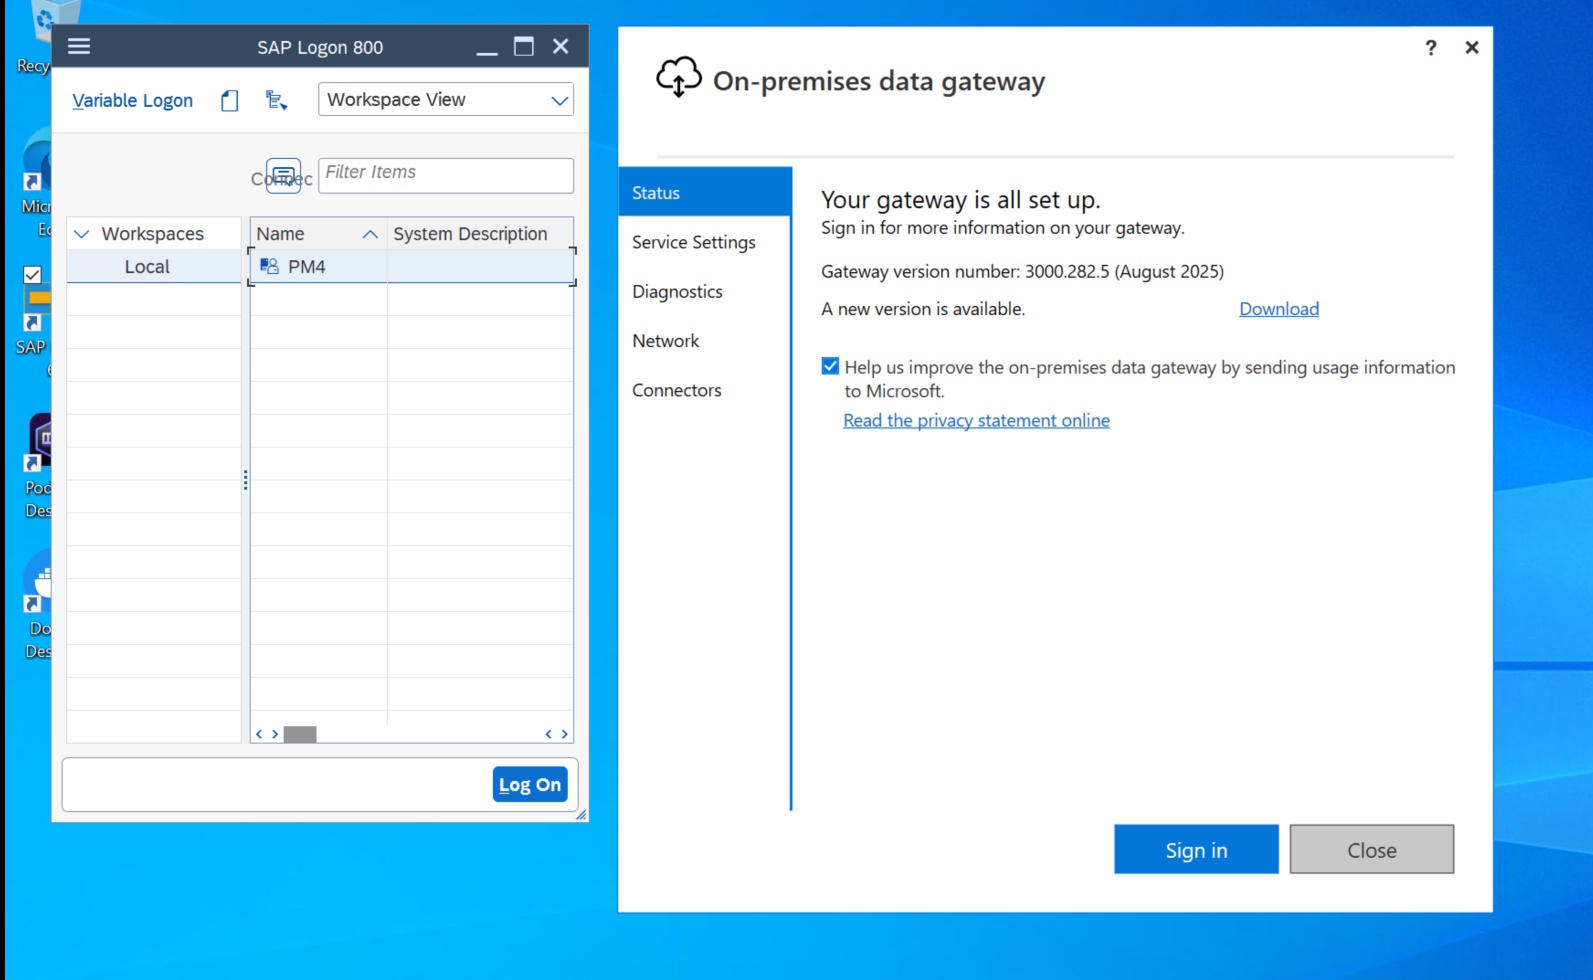 Recy
SAP Logon 800
Variable Logon
Workspace View
Connec
Filter Items
Workspaces
Name
System Description
Local
PM4
Log On
Micr
Ec
SAP
Poc
Des
Do
Des
?
On-premises data gateway
Status
Service Settings
Diagnostics
Network
Connectors
Your gateway is all set up.
Sign in for more information on your gateway.
Gateway version number: 3000.282.5 (August 2025)
A new version is available.
Download
Help us improve the on-premises data gateway by sending usage information
to Microsoft.
Read the privacy statement online
Sign in
Close